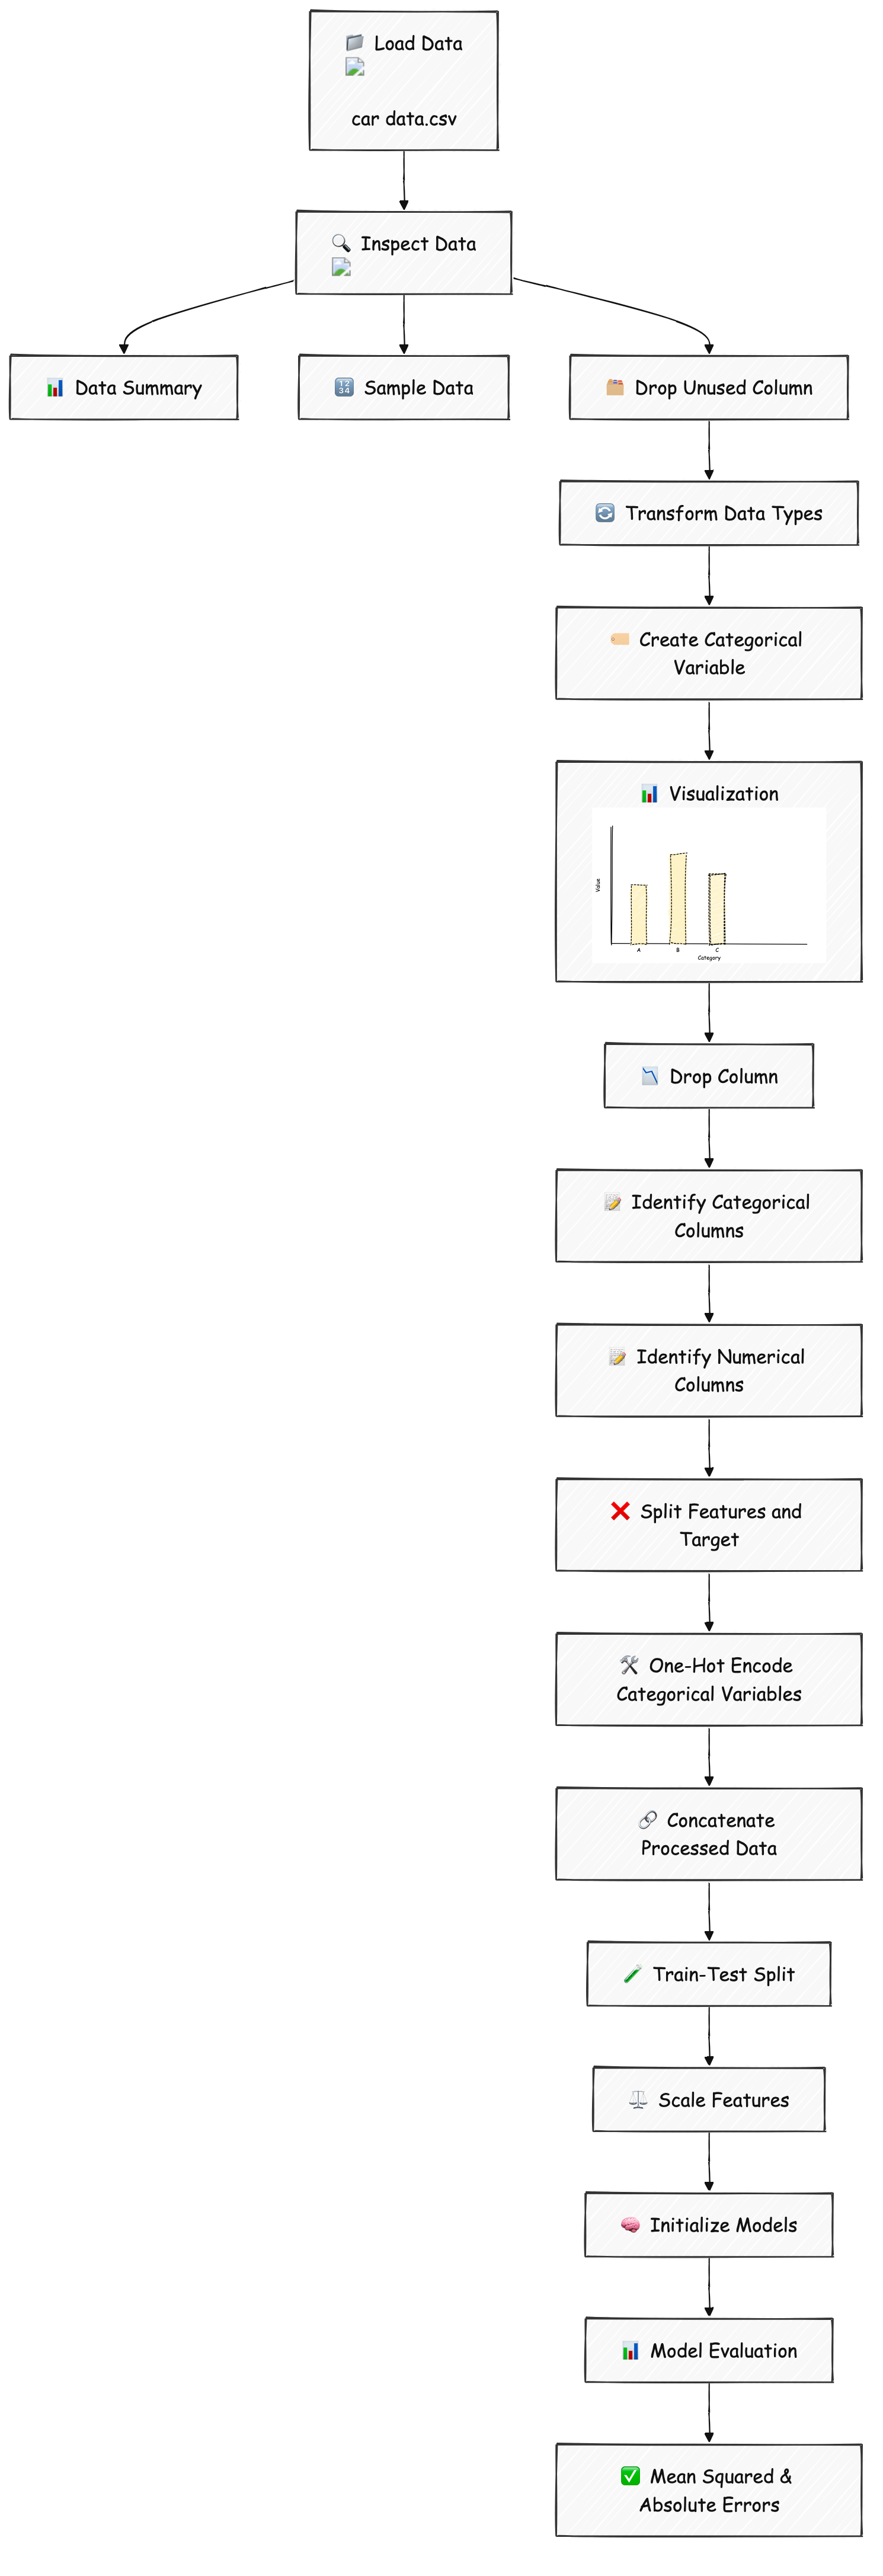 Load Data
car data.csv
Inspect Data
Data Summary
Sample Data
Drop Unused Column
Transform Data Types
Create Categorical
Variable
Visualization
Value
A
B
C
Category
Drop Column
Identify Categorical
Columns
Identify Numerical
Columns
Split Features and
Target
One-Hot Encode
Categorical Variables
Concatenate
Processed Data
Train-Test Split
Scale Features
Initialize Models
Model Evaluation
Mean Squared &
Absolute Errors